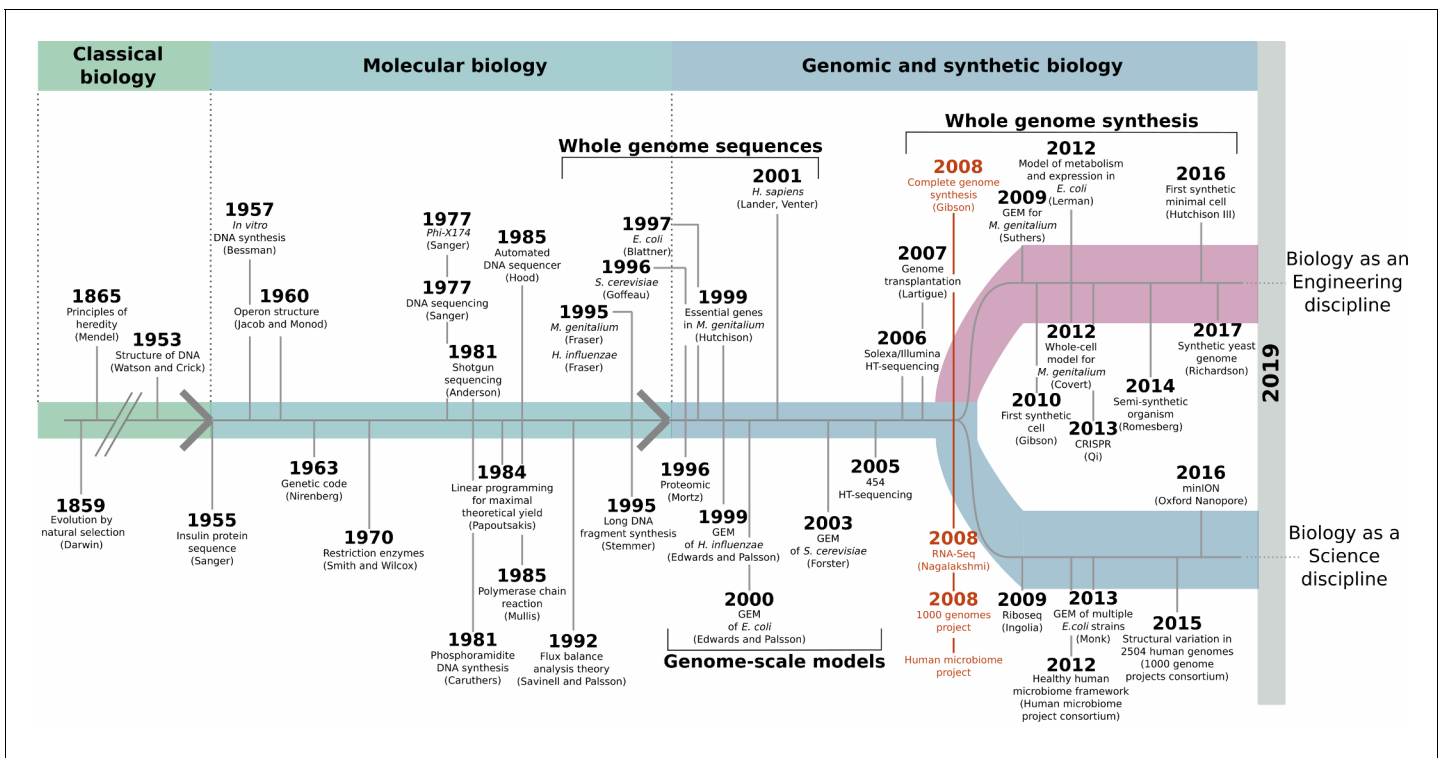 Classical
biology
Molecular biology
Genomic and synthetic biology
Whole genome sequences
Whole genome synthesis
1865
Principles of
heredity
(Mendel)
1953
Structure of DNA
(Watson and Crick)
1859
Evolution by
natural selection
(Darwin)
1957
In vitro
DNA synthesis
(Bessman)
1960
Operon structure
(Jacob and Monod)
1955
Insulin protein
sequence
(Sanger)
1963
Genetic code
(Nirenberg)
1970
Restriction enzymes
(Smith and Wilcox)
1977
Phi-X174
(Sanger)
1977
DNA sequencing
(Sanger)
1981
Shotgun
sequencing
(Anderson)
1985
Automated
DNA sequencer
(Hood)
1984
Linear programming
for maximal
theoretical yield
(Papoutsakis)
1985
Polymerase chain
reaction
(Mullis)
1981
Phosphoramidite
DNA synthesis
(Caruthers)
1992
Flux balance
analysis theory
(Savinell and Palsson)
1997
E. coli
(Blattner)
1996
S. cerevisiae
(Goffeau)
1995
M. genitalium
(Fraser)
H. influenzae
(Fraser)
1995
Long DNA
fragment synthesis
(Stemmer)
2001
H. sapiens
(Lander, Venter)
1999
Essential genes
in M. genitalium
(Hutchison)
1996
Proteomic
(Mortz)
1999
GEM
of H. influenzae
(Edwards and Palsson)
2000
GEM
of E. coli
(Edwards and Palsson)
Genome-scale models
2003
GEM
of S. cerevisiae
(Forster)
2005
454
HT-sequencing
2006
Solexa/Illumina
HT-sequencing
2007
Genome
transplantation
(Lartigue)
2008
Complete genome
synthesis
(Gibson)
2008
RNA-Seq
(Nagalakshmi)
2008
1000 genomes
project
Human microbiome
project
2009
GEM for
M. genitalium
(Suthers)
2012
Model of metabolism
and expression in
E. coli
(Lerman)
2016
First synthetic
minimal cell
(Hutchison III)
2010
First synthetic
cell
(Gibson)
2012
Whole-cell
model for
M. genitalium
(Covert)
2013
CRISPR
(Qi)
2014
Semi-synthetic
organism
(Romesberg)
2017
Synthetic yeast
genome
(Richardson)
2016
minION
(Oxford Nanopore)
2009
Riboseq
(Ingolia)
2013
GEM of multiple
E.coli strains
(Monk)
2012
Healthy human
microbiome framework
(Human microbiome
project consortium)
2015
Structural variation in
2504 human genomes
(1000 genome
projects consortium)
2019
Biology as an
Engineering
discipline
Biology as a
Science
discipline